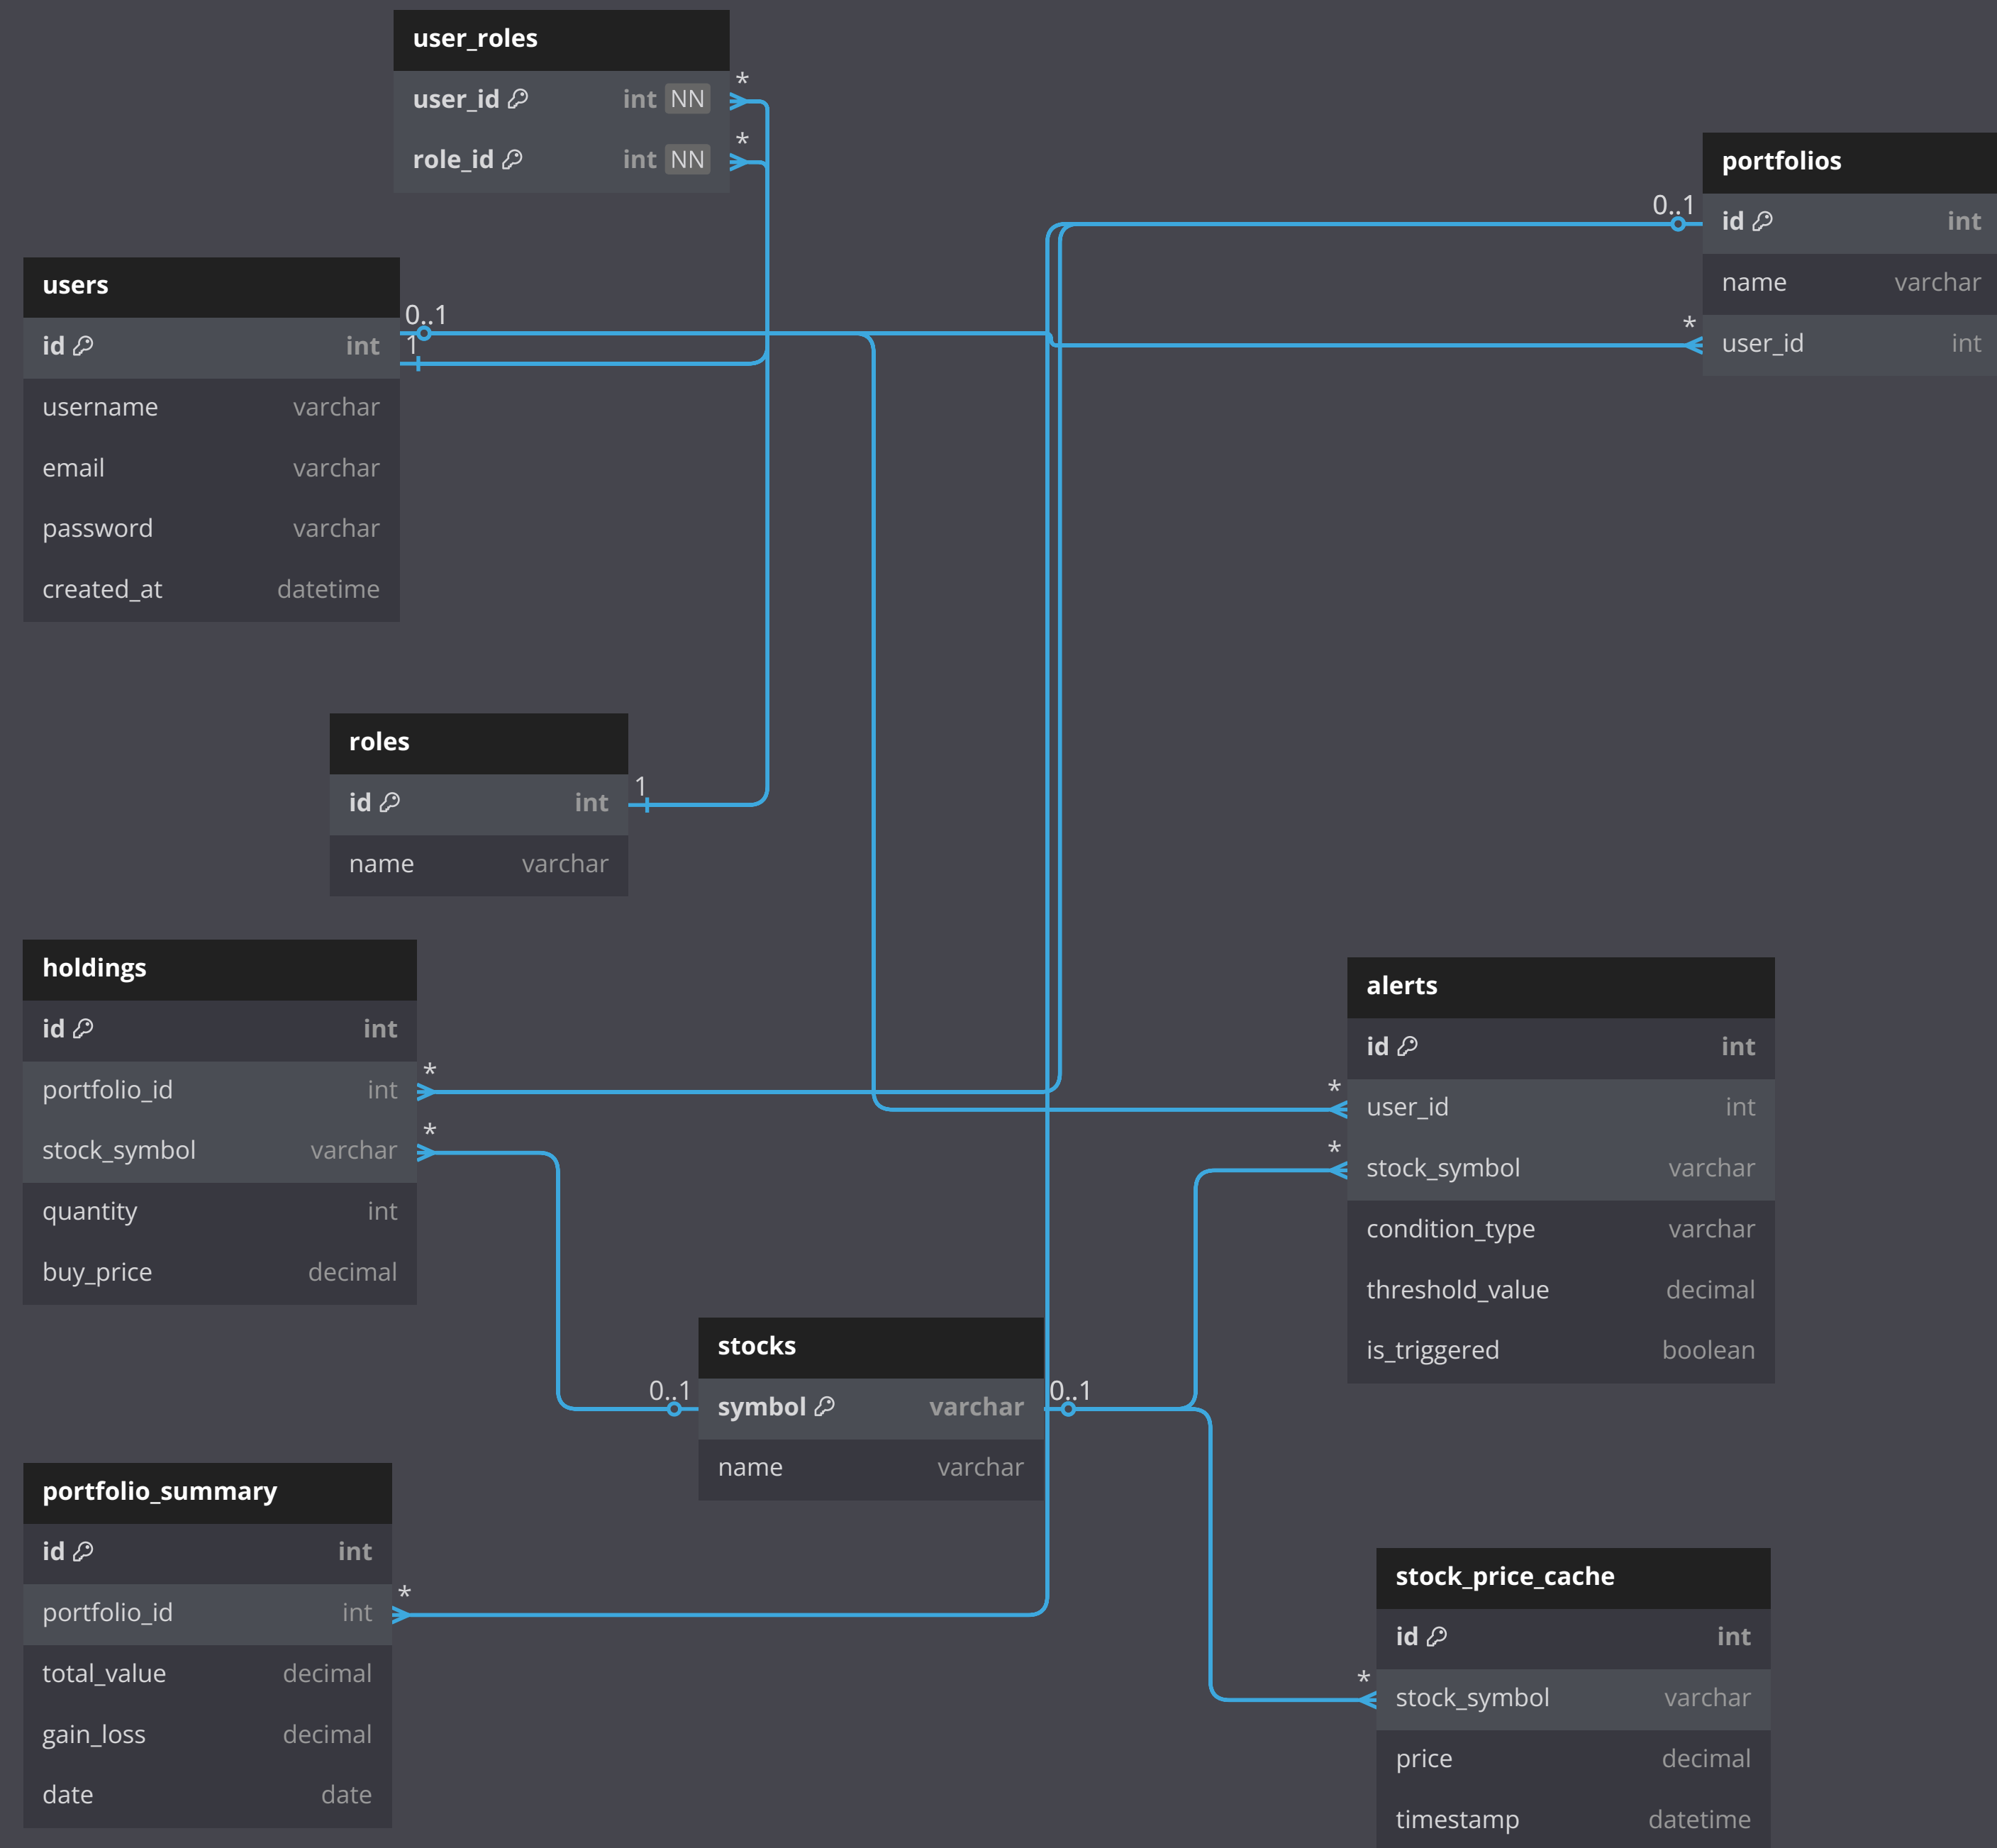 user_roles
* 
user_id int NN
*
role_id int NN
portfolios
0..1
id int
name varchar
*
user_id int
users
0..1
id int
1
username varchar
email varchar
password varchar
created_at datetime
roles
1
id int
name varchar
holdings
id int
*
portfolio_id int
*
stock_symbol varchar
quantity int
buy_price decimal
alerts
id int
*
user_id int
*
stock_symbol varchar
condition_type varchar
threshold_value decimal
is_triggered boolean
stocks
0..1
symbol varchar
0..1
name varchar
portfolio_summary
id int
*
portfolio_id int
total_value decimal
gain_loss decimal
date date
stock_price_cache
id int
*
stock_symbol varchar
price decimal
timestamp datetime